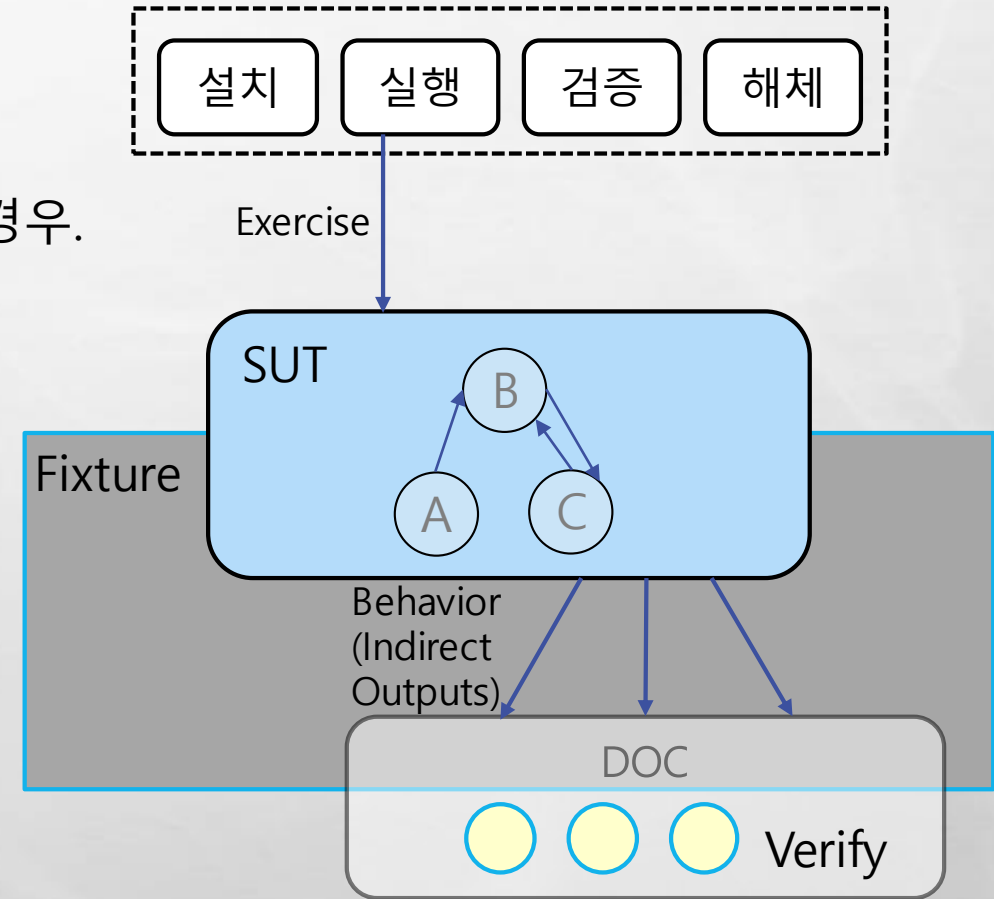 설치 실행 검증 해체
경우.
Exercise
SUT
B
Fixture
A C
Behavior
(Indirect
Outputs)
DOC
Verify